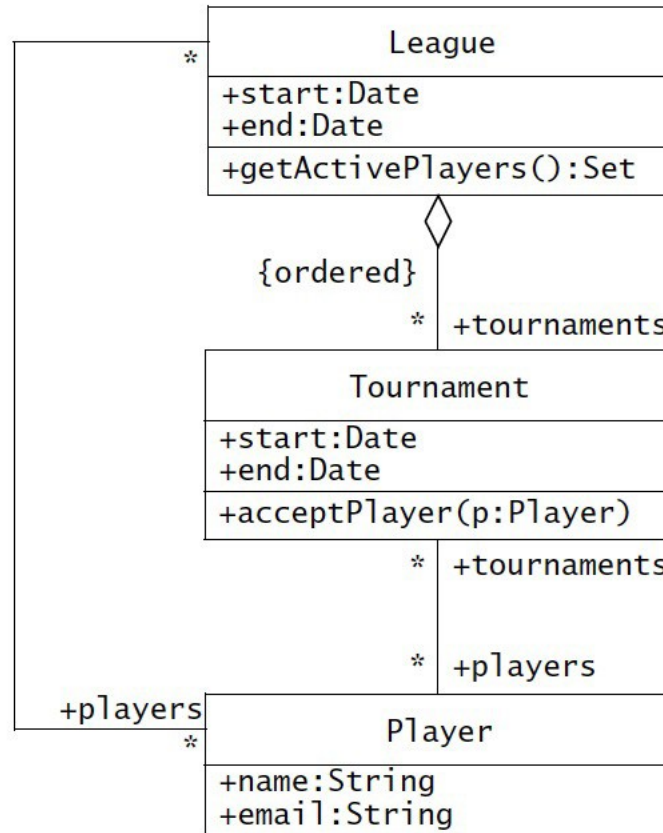 League
*
+start:Date
+end:Date
+getActivePlayers():Set
{ordered}
* +tournaments
Tournament
+start:Date
+end:Date
+acceptPlayer(p:Player)
* +tournaments
* +players
+players
*
Player
+name:String
+email:String